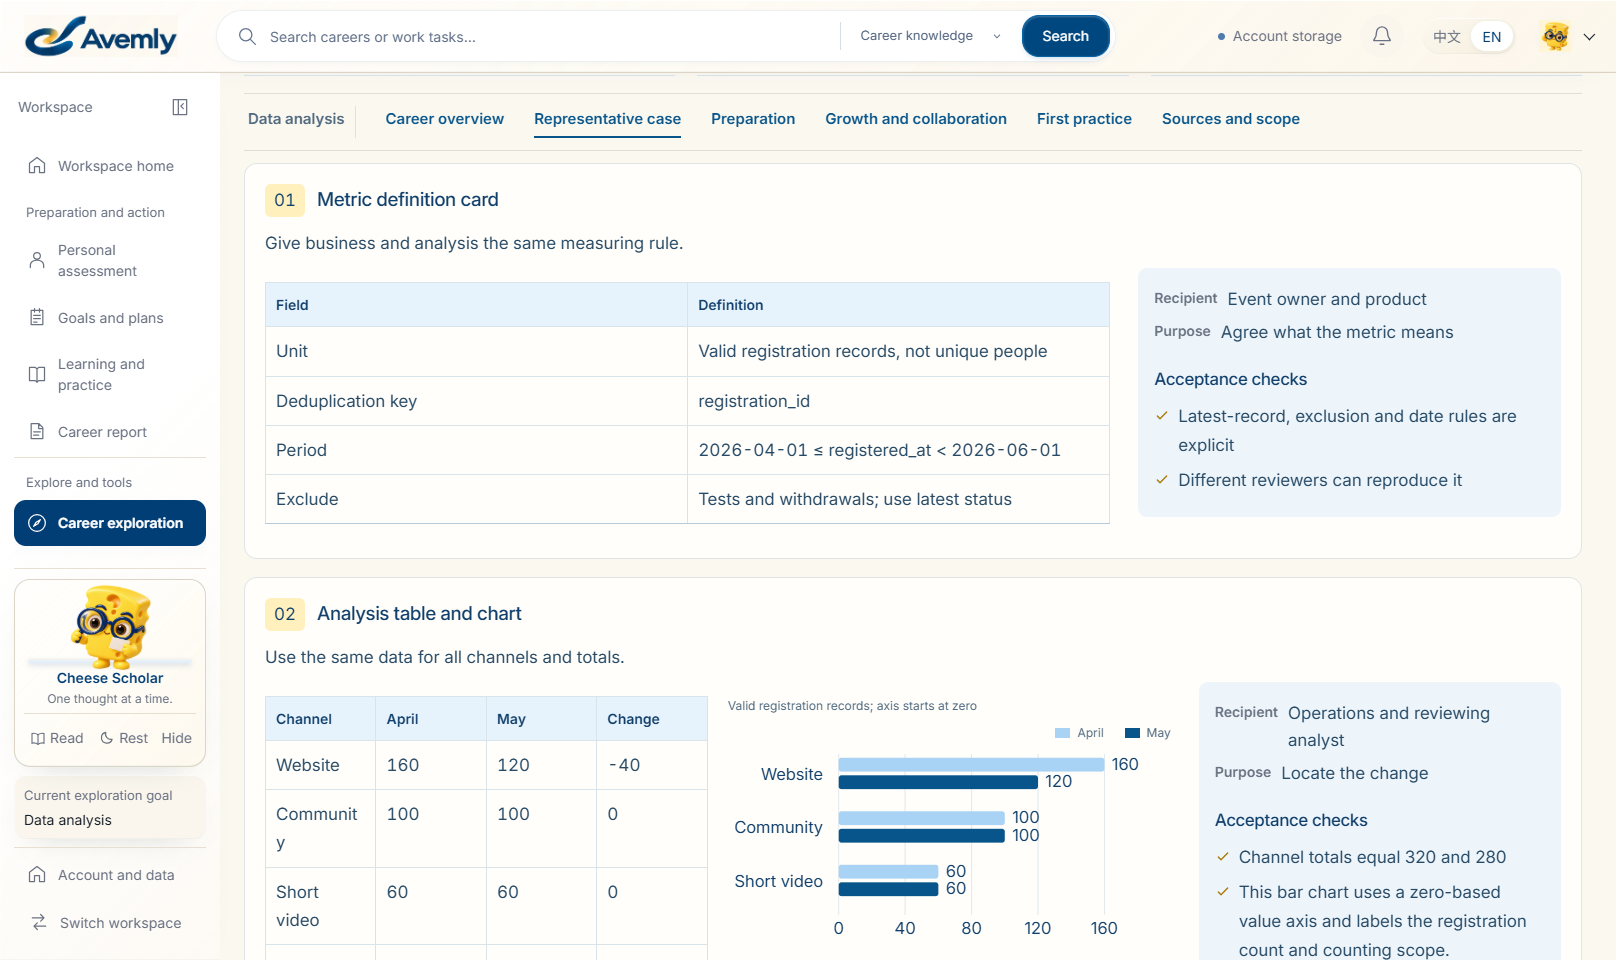 Avemly
Search careers or work tasks...
Career knowledge
Search
Account storage
中文
EN
Workspace
Workspace home
Preparation and action
Personal
assessment
Goals and plans
Learning and
practice
Career report
Explore and tools
Career exploration
Cheese Scholar
One thought at a time.
Read Rest Hide
Current exploration goal
Data analysis
Account and data
Switch workspace
Data analysis Career overview Representative case Preparation Growth and collaboration First practice Sources and scope
01 Metric definition card
Give business and analysis the same measuring rule.
Field Definition
Unit Valid registration records, not unique people
Deduplication key registration_id
Period 2026-04-01 ≤ registered_at < 2026-06-01
Exclude Tests and withdrawals; use latest status
Recipient Event owner and product
Purpose Agree what the metric means
Acceptance checks
Latest-record, exclusion and date rules are
explicit
Different reviewers can reproduce it
02 Analysis table and chart
Use the same data for all channels and totals.
Channel April May Change
Website 160 120 -40
Communit
y
100 100 0
Short
video
60 60 0
Valid registration records; axis starts at zero
April May
Website 160
120
Community 100
100
Short video 60
60
0 40 80 120 160
Recipient Operations and reviewing
analyst
Purpose Locate the change
Acceptance checks
Channel totals equal 320 and 280
This bar chart uses a zero-based
value axis and labels the registration
count and counting scope.